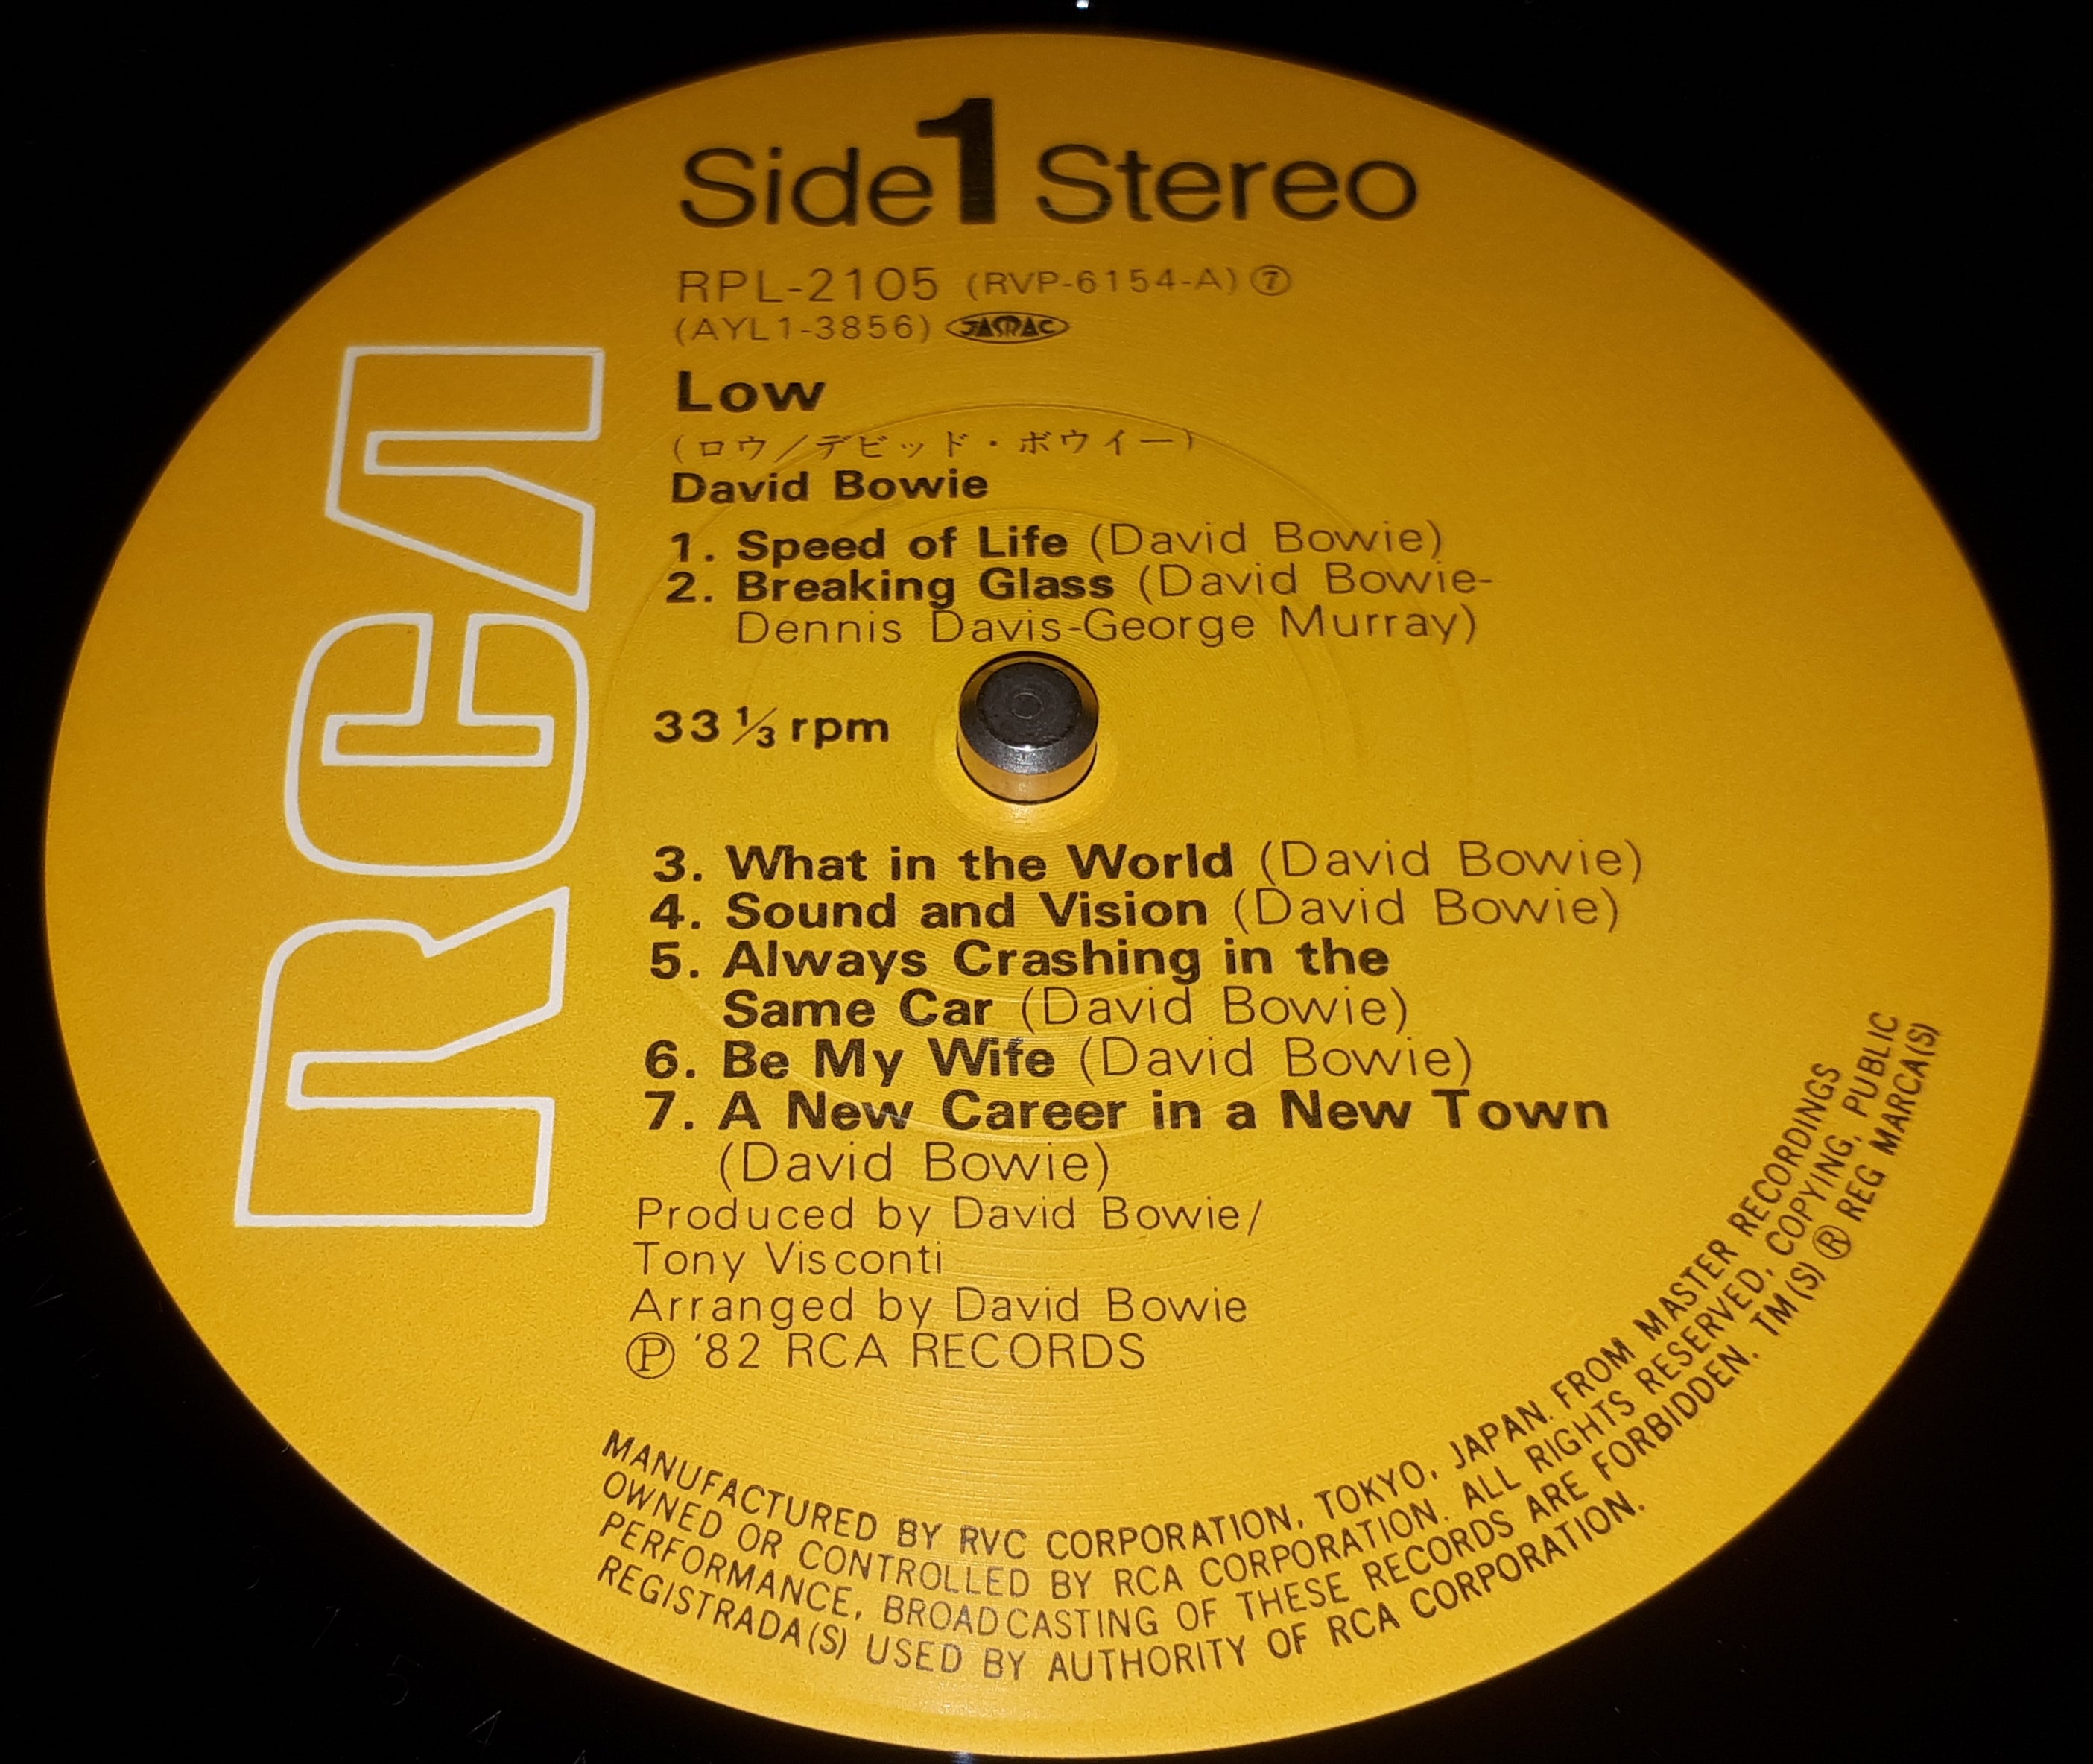 Side 1 Stereo
RPL-2105 (RVP-6154-A) ⑦
(AYL1-3856) JASRAC
Low
(ロウ/デビッド・ボウイー)
David Bowie
1. Speed of Life (David Bowie)
2. Breaking Glass (David Bowie-
Dennis Davis-George Murray)
33 1/3 rpm
3. What in the World (David Bowie)
4. Sound and Vision (David Bowie)
5. Always Crashing in the
Same Car (David Bowie)
6. Be My Wife (David Bowie)
7. A New Career in a New Town
(David Bowie)
Produced by David Bowie/
Tony Visconti
Arranged by David Bowie
Ⓟ '82 RCA RECORDS
RCA
MANUFACTURED BY RVC CORPORATION, TOKYO, JAPAN. FROM MASTER RECORDINGS
OWNED OR CONTROLLED BY RCA CORPORATION. ALL RIGHTS RESERVED, COPYING, PUBLIC
PERFORMANCE, BROADCASTING OF THESE RECORDS ARE FORBIDDEN. TM(S) ® REG MARCA(S)
REGISTRADA(S) USED BY AUTHORITY OF RCA CORPORATION.